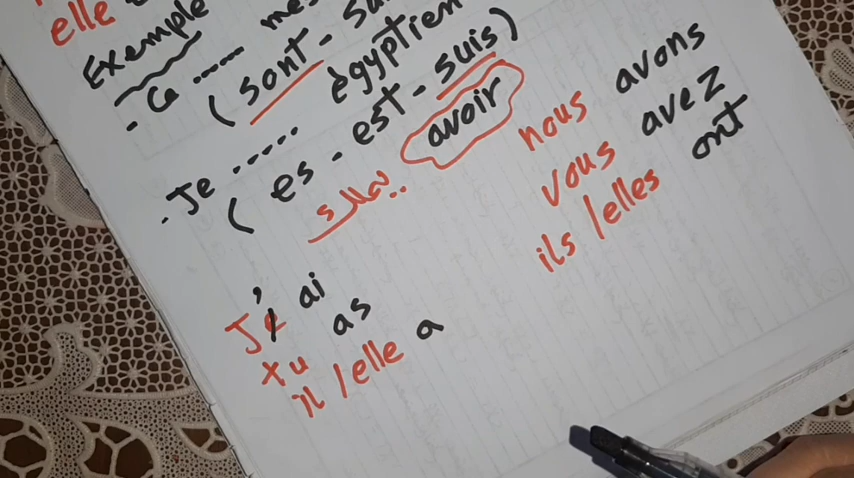 elle
Exemple
- Ca ...... me
( sont - su
- Je ..... égyptien
( es - est - suis )
avoir
J'ai
tu as
il / elle a
nous avons
vous avez
ils / elles ont